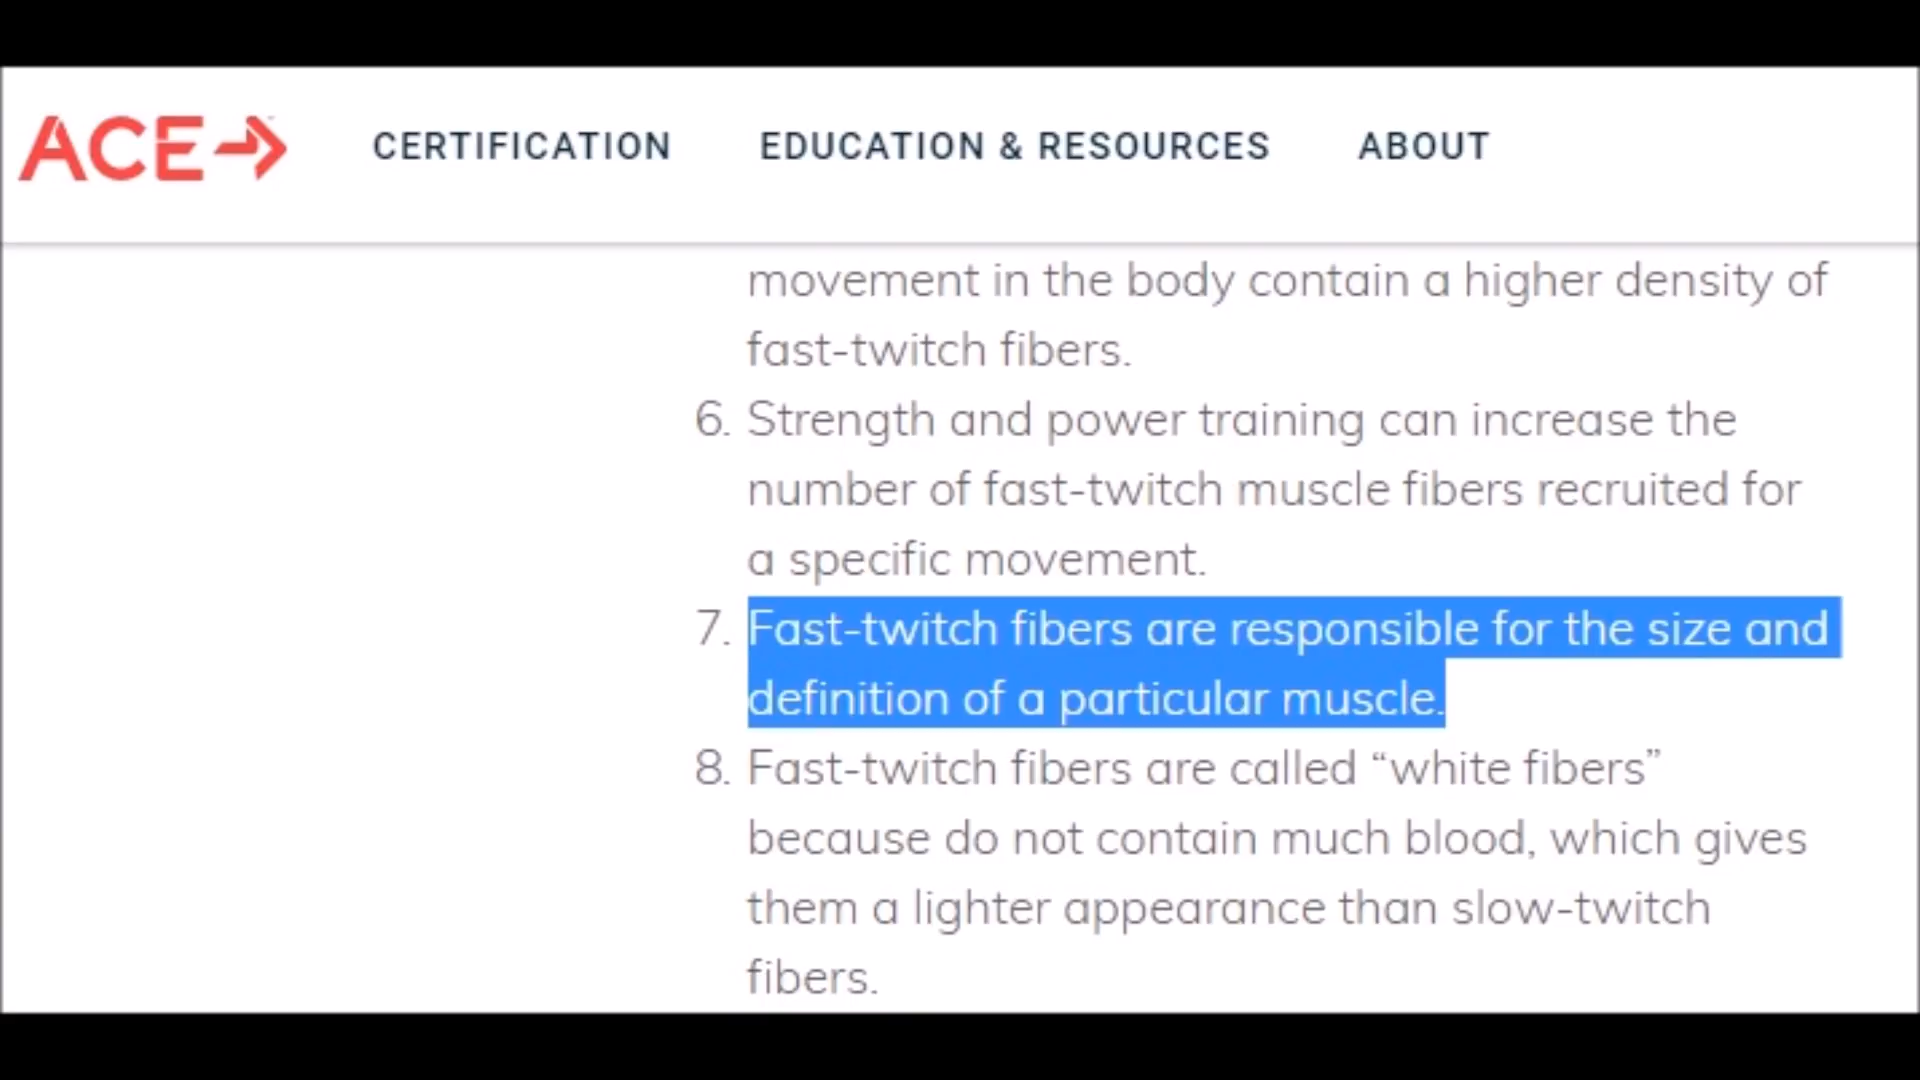 ACE
CERTIFICATION
EDUCATION & RESOURCES
ABOUT
movement in the body contain a higher density of
fast-twitch fibers.
6. Strength and power training can increase the
number of fast-twitch muscle fibers recruited for
a specific movement.
7. Fast-twitch fibers are responsible for the size and
definition of a particular muscle.
8. Fast-twitch fibers are called “white fibers”
because do not contain much blood, which gives
them a lighter appearance than slow-twitch
fibers.